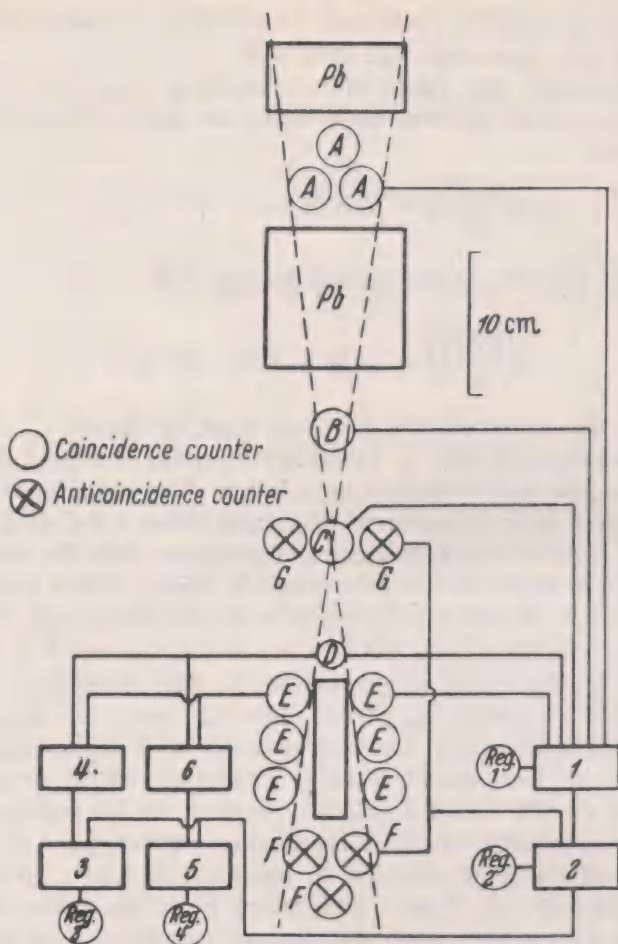 Pb
A
A A
Pb
10 cm
B
Coincidence counter
Anticoincidence counter
C
G G
D
E E
4. 6 E E Reg. 1 1
E E
F F
3 5 Reg. 2 2
F
Reg. 3 Reg. 4